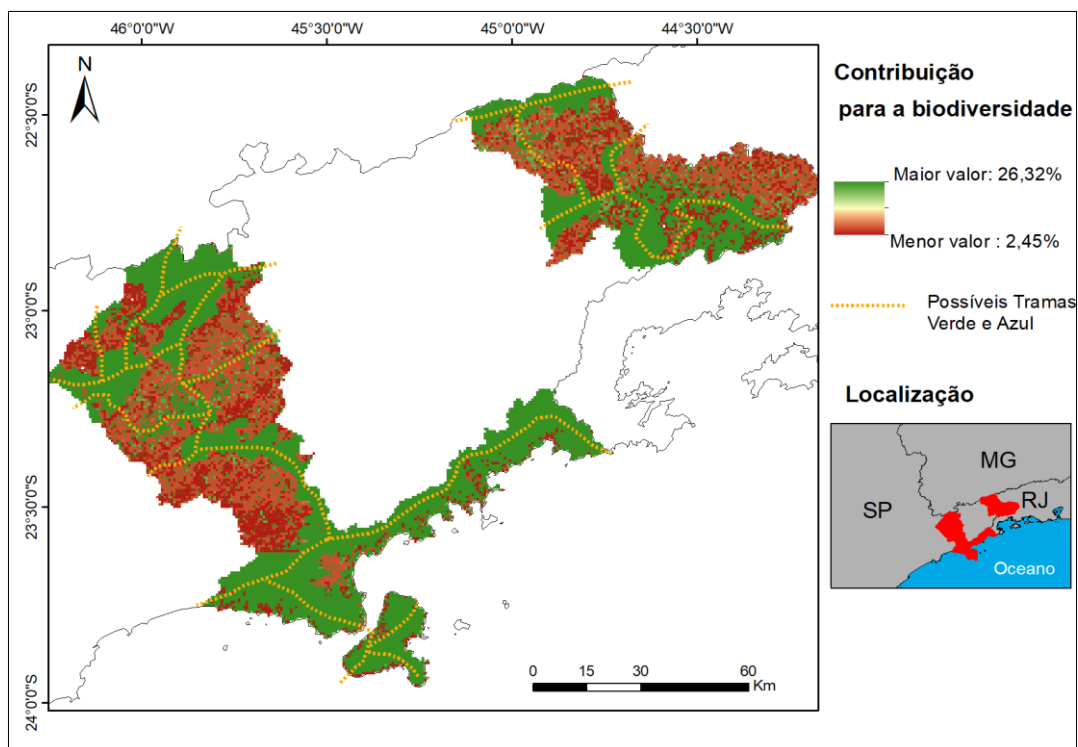 46°0'0"W
45°30'0"W
45°0'0"W
44°30'0"W
22°30'0"S
23°0'0"S
23°30'0"S
24°0'0"S
N
0 15 30 60
Km
Contribuição
para a biodiversidade
Maior valor: 26,32%
Menor valor : 2,45%
Possíveis Tramas
Verde e Azul
Localização
MG
SP
RJ
Oceano